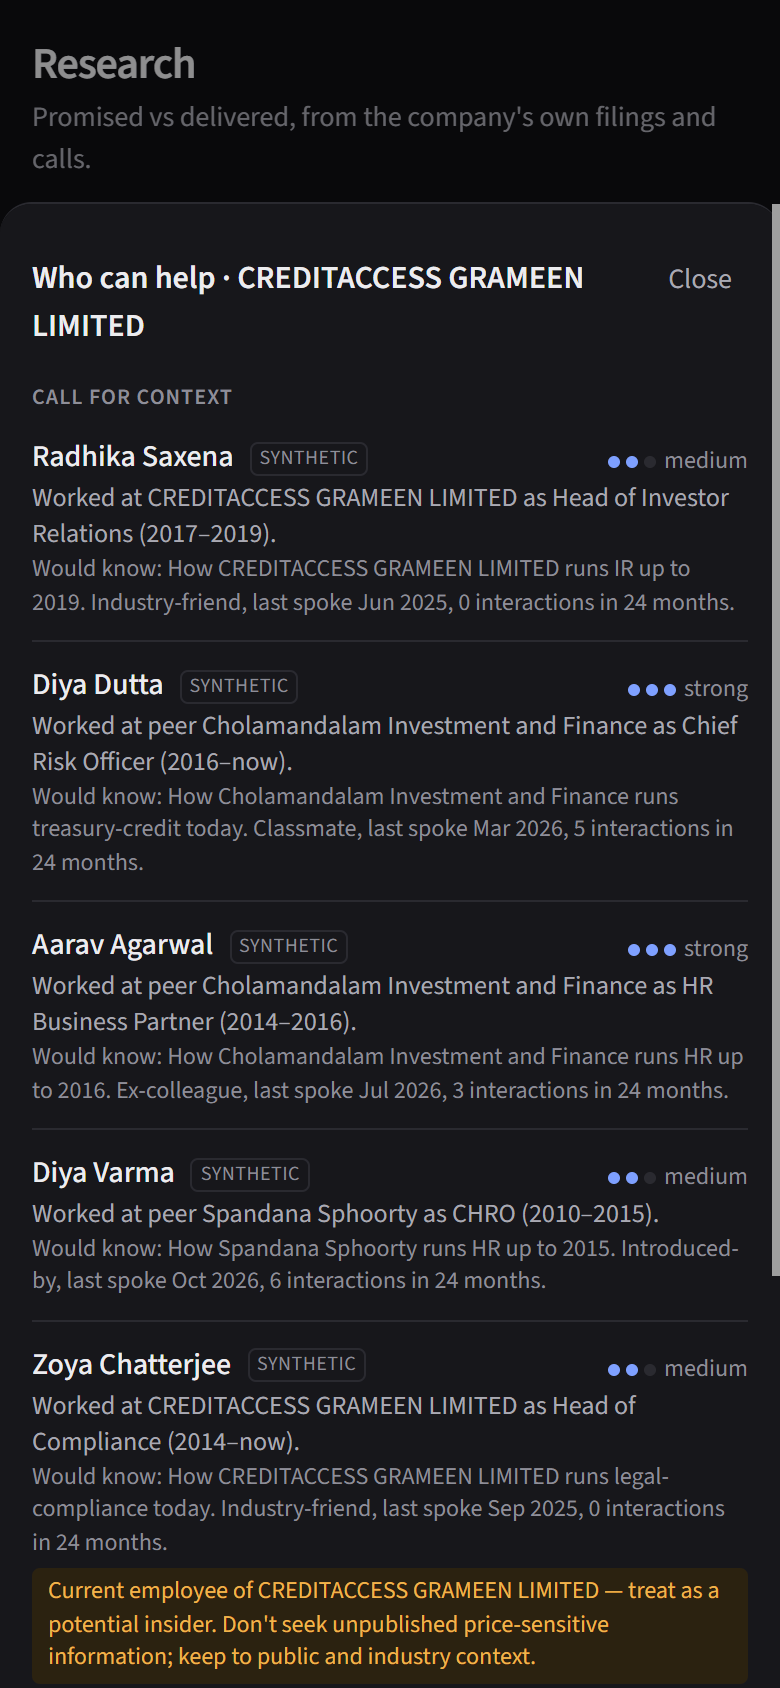 Research
Promised vs delivered, from the company's own filings and
calls.
Who can help · CREDITACCESS GRAMEEN
LIMITED
Close
CALL FOR CONTEXT
Radhika Saxena SYNTHETIC medium
Worked at CREDITACCESS GRAMEEN LIMITED as Head of Investor
Relations (2017–2019).
Would know: How CREDITACCESS GRAMEEN LIMITED runs IR up to
2019. Industry-friend, last spoke Jun 2025, 0 interactions in 24 months.
Diya Dutta SYNTHETIC strong
Worked at peer Cholamandalam Investment and Finance as Chief
Risk Officer (2016–now).
Would know: How Cholamandalam Investment and Finance runs
treasury-credit today. Classmate, last spoke Mar 2026, 5 interactions in
24 months.
Aarav Agarwal SYNTHETIC strong
Worked at peer Cholamandalam Investment and Finance as HR
Business Partner (2014–2016).
Would know: How Cholamandalam Investment and Finance runs HR up
to 2016. Ex-colleague, last spoke Jul 2026, 3 interactions in 24 months.
Diya Varma SYNTHETIC medium
Worked at peer Spandana Sphoorty as CHRO (2010–2015).
Would know: How Spandana Sphoorty runs HR up to 2015. Introduced-
by, last spoke Oct 2026, 6 interactions in 24 months.
Zoya Chatterjee SYNTHETIC medium
Worked at CREDITACCESS GRAMEEN LIMITED as Head of
Compliance (2014–now).
Would know: How CREDITACCESS GRAMEEN LIMITED runs legal-
compliance today. Industry-friend, last spoke Sep 2025, 0 interactions
in 24 months.
Current employee of CREDITACCESS GRAMEEN LIMITED — treat as a
potential insider. Don't seek unpublished price-sensitive
information; keep to public and industry context.